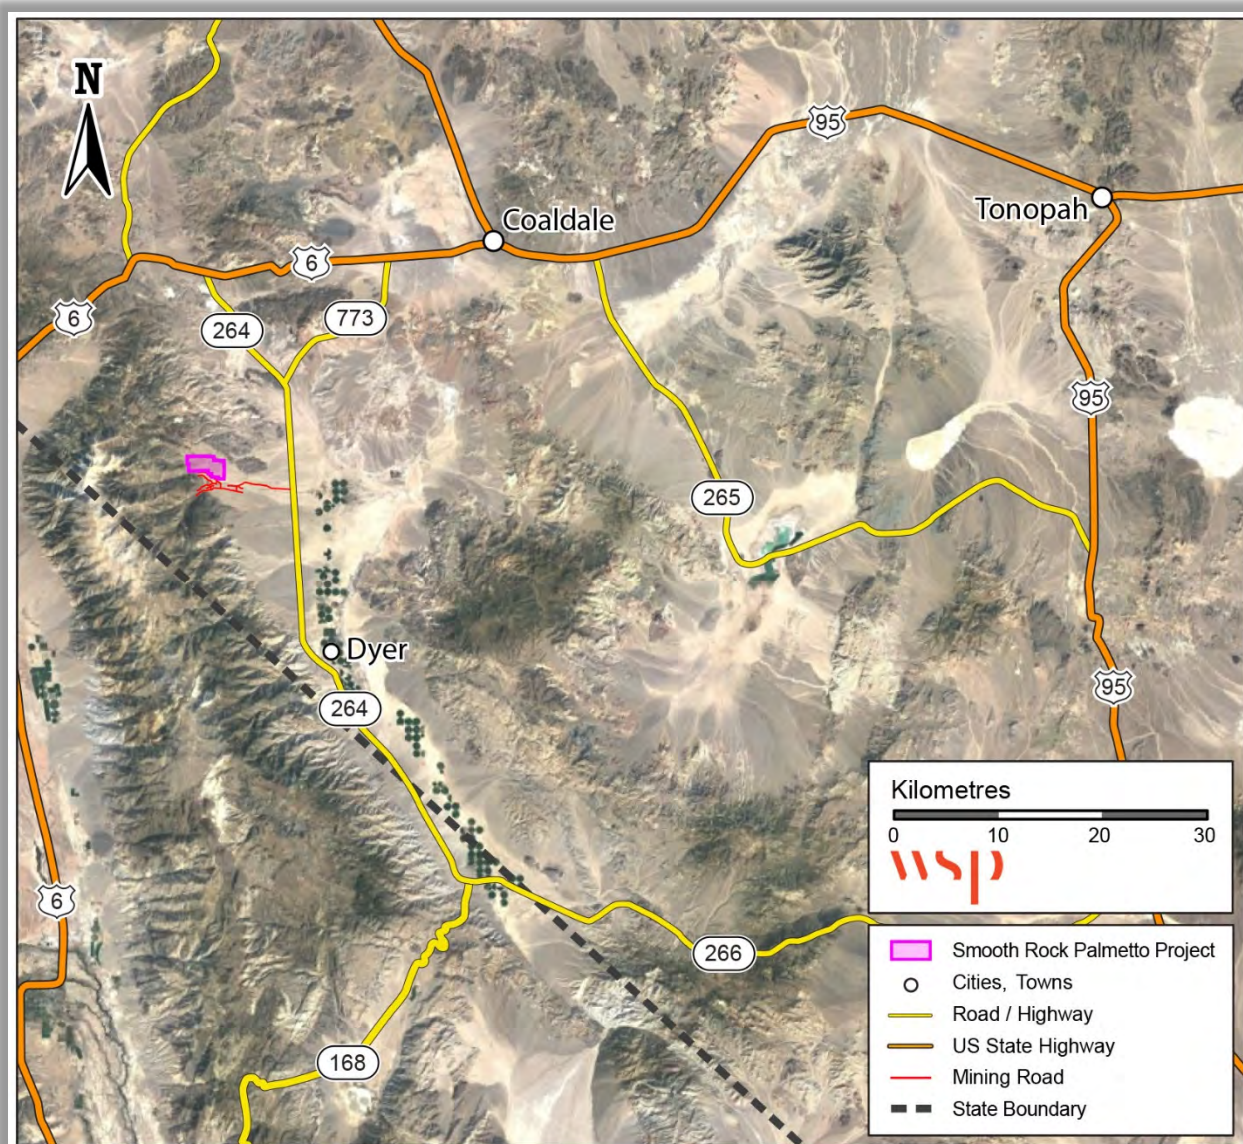 N
95
Tonopah
Coaldale
6
6
264
773
95
265
Dyer
264
95
6
266
168
Kilometres
0 10 20 30
wsp
Smooth Rock Palmetto Project
Cities, Towns
Road / Highway
US State Highway
Mining Road
State Boundary